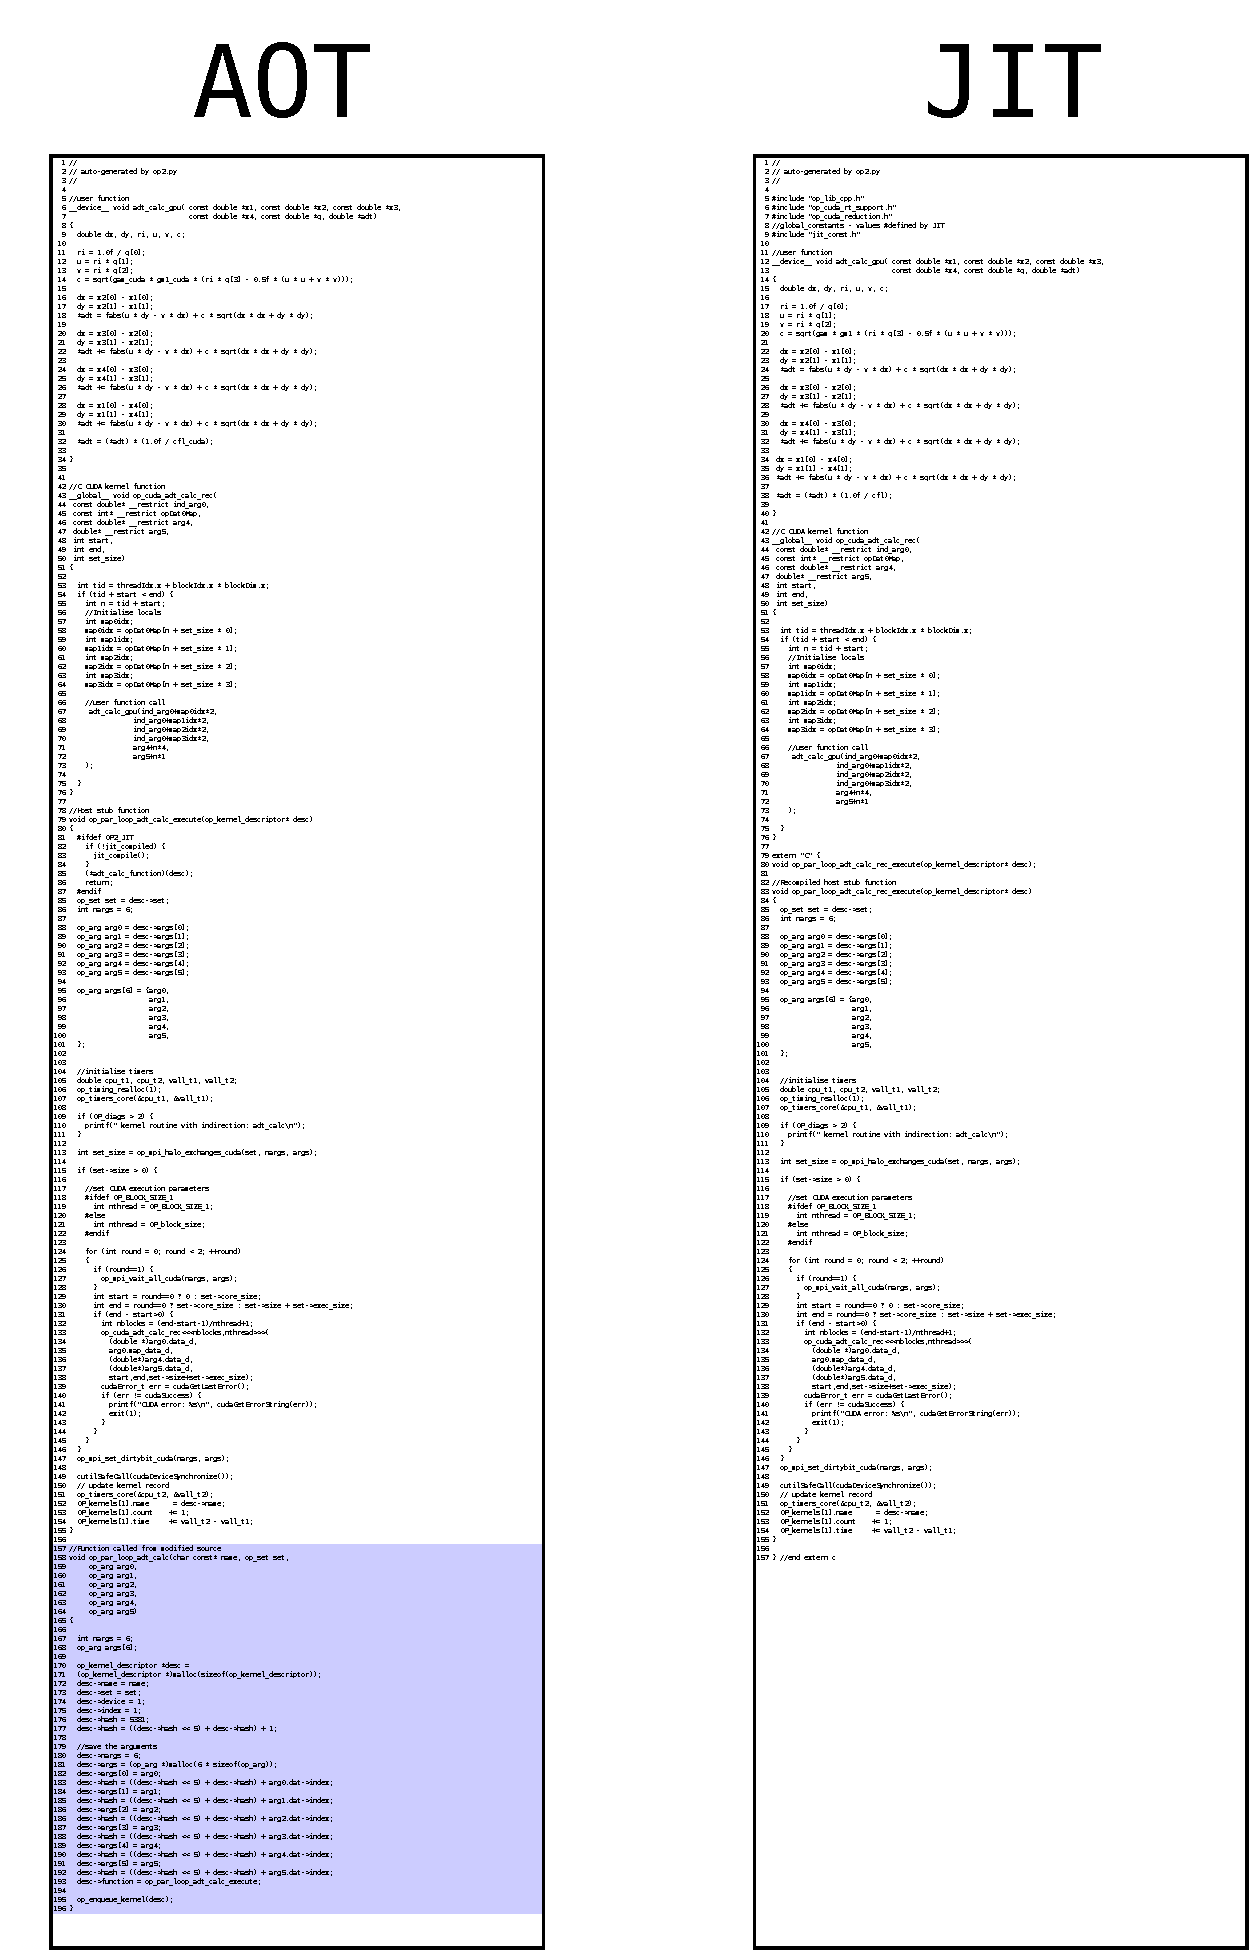 AOT
1 //
2 // auto-generated by op2.py
3 //
4
5 //user function
6 __device__ void adt_calc_gpu( const double *x1, const double *x2, const double *x3,
7 const double *x4, const double *q, double *adt)
8 {
9 double dx, dy, ri, u, v, c;
10
11 ri = 1.0f / q[0];
12 u = ri * q[1];
13 v = ri * q[2];
14 c = sqrt(gam_cuda * gm1_cuda * (ri * q[3] - 0.5f * (u * u + v * v)));
15
16 dx = x2[0] - x1[0];
17 dy = x2[1] - x1[1];
18 *adt = fabs(u * dy - v * dx) + c * sqrt(dx * dx + dy * dy);
19
20 dx = x3[0] - x2[0];
21 dy = x3[1] - x2[1];
22 *adt += fabs(u * dy - v * dx) + c * sqrt(dx * dx + dy * dy);
23
24 dx = x4[0] - x3[0];
25 dy = x4[1] - x3[1];
26 *adt += fabs(u * dy - v * dx) + c * sqrt(dx * dx + dy * dy);
27
28 dx = x1[0] - x4[0];
29 dy = x1[1] - x4[1];
30 *adt += fabs(u * dy - v * dx) + c * sqrt(dx * dx + dy * dy);
31
32 *adt = (*adt) * (1.0f / cfl_cuda);
33
34 }
35
41
42 //C CUDA kernel function
43 __global__ void op_cuda_adt_calc_rec(
44 const double* __restrict ind_arg0,
45 const int* __restrict opDat0Map,
46 const double* __restrict arg4,
47 double* __restrict arg5,
48 int start,
49 int end,
50 int set_size)
51 {
52
53 int tid = threadIdx.x + blockIdx.x * blockDim.x;
54 if (tid + start < end) {
55 int n = tid + start;
56 //Initialise locals
57 int map0idx;
58 map0idx = opDat0Map[n + set_size * 0];
59 int map1idx;
60 map1idx = opDat0Map[n + set_size * 1];
61 int map2idx;
62 map2idx = opDat0Map[n + set_size * 2];
63 int map3idx;
64 map3idx = opDat0Map[n + set_size * 3];
65
66 //user function call
67 adt_calc_gpu(ind_arg0+map0idx*2,
68 ind_arg0+map1idx*2,
69 ind_arg0+map2idx*2,
70 ind_arg0+map3idx*2,
71 arg4+n*4,
72 arg5+n*1
73 );
74
75 }
76 }
77
78 //Host stub function
79 void op_par_loop_adt_calc_execute(op_kernel_descriptor* desc)
80 {
81 #ifdef OP2_JIT
82 if (!jit_compiled) {
83 jit_compile();
84 }
85 (*adt_calc_function)(desc);
86 return;
87 #endif
85 op_set set = desc->set;
86 int nargs = 6;
87
88 op_arg arg0 = desc->args[0];
89 op_arg arg1 = desc->args[1];
90 op_arg arg2 = desc->args[2];
91 op_arg arg3 = desc->args[3];
92 op_arg arg4 = desc->args[4];
93 op_arg arg5 = desc->args[5];
94
95 op_arg args[6] = {arg0,
96 arg1,
97 arg2,
98 arg3,
99 arg4,
100 arg5,
101 };
102
103
104 //initialise timers
105 double cpu_t1, cpu_t2, wall_t1, wall_t2;
106 op_timing_realloc(1);
107 op_timers_core(&cpu_t1, &wall_t1);
108
109 if (OP_diags > 2) {
110 printf(" kernel routine with indirection: adt_calc\n");
111 }
112
113 int set_size = op_mpi_halo_exchanges_cuda(set, nargs, args);
114
115 if (set->size > 0) {
116
117 //set CUDA execution parameters
118 #ifdef OP_BLOCK_SIZE_1
119 int nthread = OP_BLOCK_SIZE_1;
120 #else
121 int nthread = OP_block_size;
122 #endif
123
124 for (int round = 0; round < 2; ++round)
125 {
126 if (round==1) {
127 op_mpi_wait_all_cuda(nargs, args);
128 }
129 int start = round==0 ? 0 : set->core_size;
130 int end = round==0 ? set->core_size : set->size + set->exec_size;
131 if (end - start>0) {
132 int nblocks = (end-start-1)/nthread+1;
133 op_cuda_adt_calc_rec<<<nblocks,nthread>>>(
134 (double *)arg0.data_d,
135 arg0.map_data_d,
136 (double*)arg4.data_d,
137 (double*)arg5.data_d,
138 start,end,set->size+set->exec_size);
139 cudaError_t err = cudaGetLastError();
140 if (err != cudaSuccess) {
141 printf("CUDA error: %s\n", cudaGetErrorString(err));
142 exit(1);
143 }
144 }
145 }
146 }
147 op_mpi_set_dirtybit_cuda(nargs, args);
148
149 cutilSafeCall(cudaDeviceSynchronize());
150 // update kernel record
151 op_timers_core(&cpu_t2, &wall_t2);
152 OP_kernels[1].name = desc->name;
153 OP_kernels[1].count += 1;
154 OP_kernels[1].time += wall_t2 - wall_t1;
155 }
156
157 //Function called from modified source
158 void op_par_loop_adt_calc(char const* name, op_set set,
159 op_arg arg0,
160 op_arg arg1,
161 op_arg arg2,
162 op_arg arg3,
163 op_arg arg4,
164 op_arg arg5)
165 {
166
167 int nargs = 6;
168 op_arg args[6];
169
170 op_kernel_descriptor *desc =
171 (op_kernel_descriptor *)malloc(sizeof(op_kernel_descriptor));
172 desc->name = name;
173 desc->set = set;
174 desc->device = 1;
175 desc->index = 1;
176 desc->hash = 5381;
177 desc->hash = ((desc->hash << 5) + desc->hash) + 1;
178
179 //save the arguments
180 desc->nargs = 6;
181 desc->args = (op_arg *)malloc(6 * sizeof(op_arg));
182 desc->args[0] = arg0;
183 desc->hash = ((desc->hash << 5) + desc->hash) + arg0.dat->index;
184 desc->args[1] = arg1;
185 desc->hash = ((desc->hash << 5) + desc->hash) + arg1.dat->index;
186 desc->args[2] = arg2;
186 desc->hash = ((desc->hash << 5) + desc->hash) + arg2.dat->index;
187 desc->args[3] = arg3;
188 desc->hash = ((desc->hash << 5) + desc->hash) + arg3.dat->index;
189 desc->args[4] = arg4;
190 desc->hash = ((desc->hash << 5) + desc->hash) + arg4.dat->index;
191 desc->args[5] = arg5;
192 desc->hash = ((desc->hash << 5) + desc->hash) + arg5.dat->index;
193 desc->function = op_par_loop_adt_calc_execute;
194
195 op_enqueue_kernel(desc);
196 }
JIT
1 //
2 // auto-generated by op2.py
3 //
4
5 #include "op_lib_cpp.h"
6 #include "op_cuda_rt_support.h"
7 #include "op_cuda_reduction.h"
8 //global_constants - values #defined by JIT
9 #include "jit_const.h"
10
11 //user function
12 __device__ void adt_calc_gpu( const double *x1, const double *x2, const double *x3,
13 const double *x4, const double *q, double *adt)
14 {
15 double dx, dy, ri, u, v, c;
16
17 ri = 1.0f / q[0];
18 u = ri * q[1];
19 v = ri * q[2];
20 c = sqrt(gam * gm1 * (ri * q[3] - 0.5f * (u * u + v * v)));
21
22 dx = x2[0] - x1[0];
23 dy = x2[1] - x1[1];
24 *adt = fabs(u * dy - v * dx) + c * sqrt(dx * dx + dy * dy);
25
26 dx = x3[0] - x2[0];
27 dy = x3[1] - x2[1];
28 *adt += fabs(u * dy - v * dx) + c * sqrt(dx * dx + dy * dy);
29
30 dx = x4[0] - x3[0];
31 dy = x4[1] - x3[1];
32 *adt += fabs(u * dy - v * dx) + c * sqrt(dx * dx + dy * dy);
33
34 dx = x1[0] - x4[0];
35 dy = x1[1] - x4[1];
36 *adt += fabs(u * dy - v * dx) + c * sqrt(dx * dx + dy * dy);
37
38 *adt = (*adt) * (1.0f / cfl);
39
40 }
41
42 //C CUDA kernel function
43 __global__ void op_cuda_adt_calc_rec(
44 const double* __restrict ind_arg0,
45 const int* __restrict opDat0Map,
46 const double* __restrict arg4,
47 double* __restrict arg5,
48 int start,
49 int end,
50 int set_size)
51 {
52
53 int tid = threadIdx.x + blockIdx.x * blockDim.x;
54 if (tid + start < end) {
55 int n = tid + start;
56 //Initialise locals
57 int map0idx;
58 map0idx = opDat0Map[n + set_size * 0];
59 int map1idx;
60 map1idx = opDat0Map[n + set_size * 1];
61 int map2idx;
62 map2idx = opDat0Map[n + set_size * 2];
63 int map3idx;
64 map3idx = opDat0Map[n + set_size * 3];
65
66 //user function call
67 adt_calc_gpu(ind_arg0+map0idx*2,
68 ind_arg0+map1idx*2,
69 ind_arg0+map2idx*2,
70 ind_arg0+map3idx*2,
71 arg4+n*4,
72 arg5+n*1
73 );
74
75 }
76 }
77
79 extern "C" {
80 void op_par_loop_adt_calc_rec_execute(op_kernel_descriptor* desc);
81
82 //Recompiled host stub function
83 void op_par_loop_adt_calc_rec_execute(op_kernel_descriptor* desc)
84 {
85 op_set set = desc->set;
86 int nargs = 6;
87
88 op_arg arg0 = desc->args[0];
89 op_arg arg1 = desc->args[1];
90 op_arg arg2 = desc->args[2];
91 op_arg arg3 = desc->args[3];
92 op_arg arg4 = desc->args[4];
93 op_arg arg5 = desc->args[5];
94
95 op_arg args[6] = {arg0,
96 arg1,
97 arg2,
98 arg3,
99 arg4,
100 arg5,
101 };
102
103
104 //initialise timers
105 double cpu_t1, cpu_t2, wall_t1, wall_t2;
106 op_timing_realloc(1);
107 op_timers_core(&cpu_t1, &wall_t1);
108
109 if (OP_diags > 2) {
110 printf(" kernel routine with indirection: adt_calc\n");
111 }
112
113 int set_size = op_mpi_halo_exchanges_cuda(set, nargs, args);
114
115 if (set->size > 0) {
116
117 //set CUDA execution parameters
118 #ifdef OP_BLOCK_SIZE_1
119 int nthread = OP_BLOCK_SIZE_1;
120 #else
121 int nthread = OP_block_size;
122 #endif
123
124 for (int round = 0; round < 2; ++round)
125 {
126 if (round==1) {
127 op_mpi_wait_all_cuda(nargs, args);
128 }
129 int start = round==0 ? 0 : set->core_size;
130 int end = round==0 ? set->core_size : set->size + set->exec_size;
131 if (end - start>0) {
132 int nblocks = (end-start-1)/nthread+1;
133 op_cuda_adt_calc_rec<<<nblocks,nthread>>>(
134 (double *)arg0.data_d,
135 arg0.map_data_d,
136 (double*)arg4.data_d,
137 (double*)arg5.data_d,
138 start,end,set->size+set->exec_size);
139 cudaError_t err = cudaGetLastError();
140 if (err != cudaSuccess) {
141 printf("CUDA error: %s\n", cudaGetErrorString(err));
142 exit(1);
143 }
144 }
145 }
146 }
147 op_mpi_set_dirtybit_cuda(nargs, args);
148
149 cutilSafeCall(cudaDeviceSynchronize());
150 // update kernel record
151 op_timers_core(&cpu_t2, &wall_t2);
152 OP_kernels[1].name = desc->name;
153 OP_kernels[1].count += 1;
154 OP_kernels[1].time += wall_t2 - wall_t1;
155 }
156
157 } //end extern c